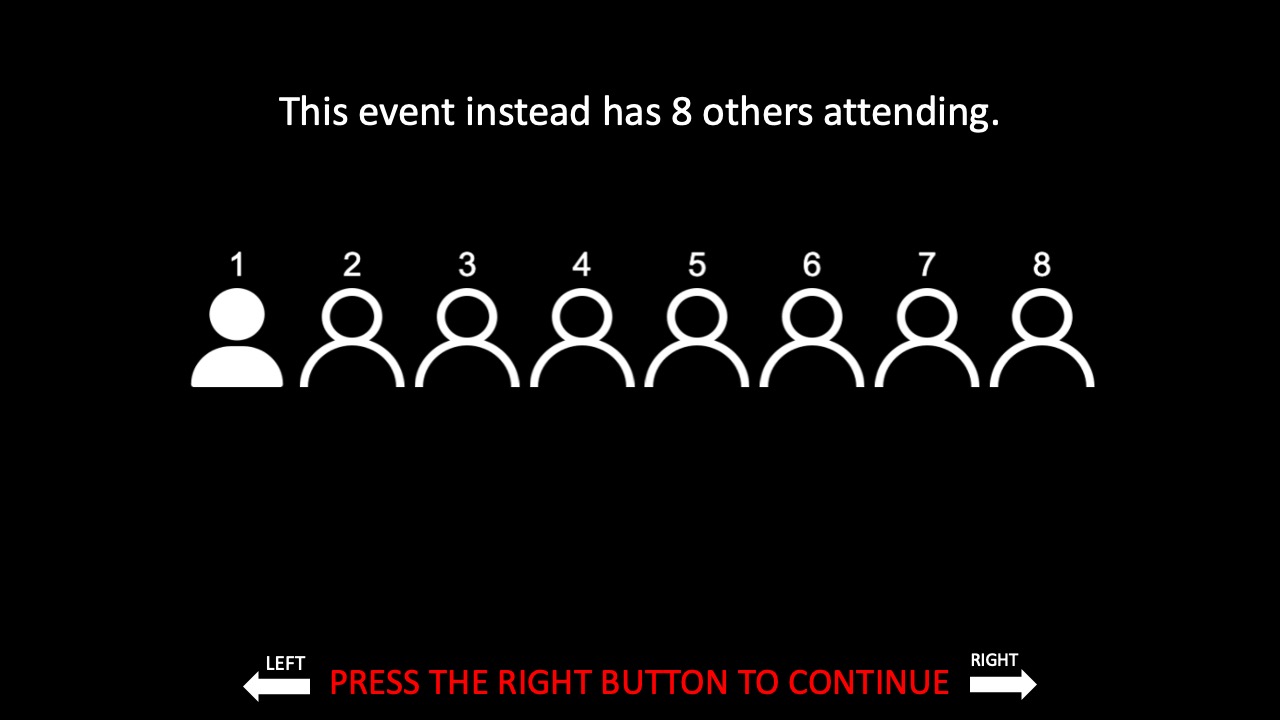 This event instead has 8 others attending.
1 2 3 4 5 6 7 8
LEFT PRESS THE RIGHT BUTTON TO CONTINUE RIGHT